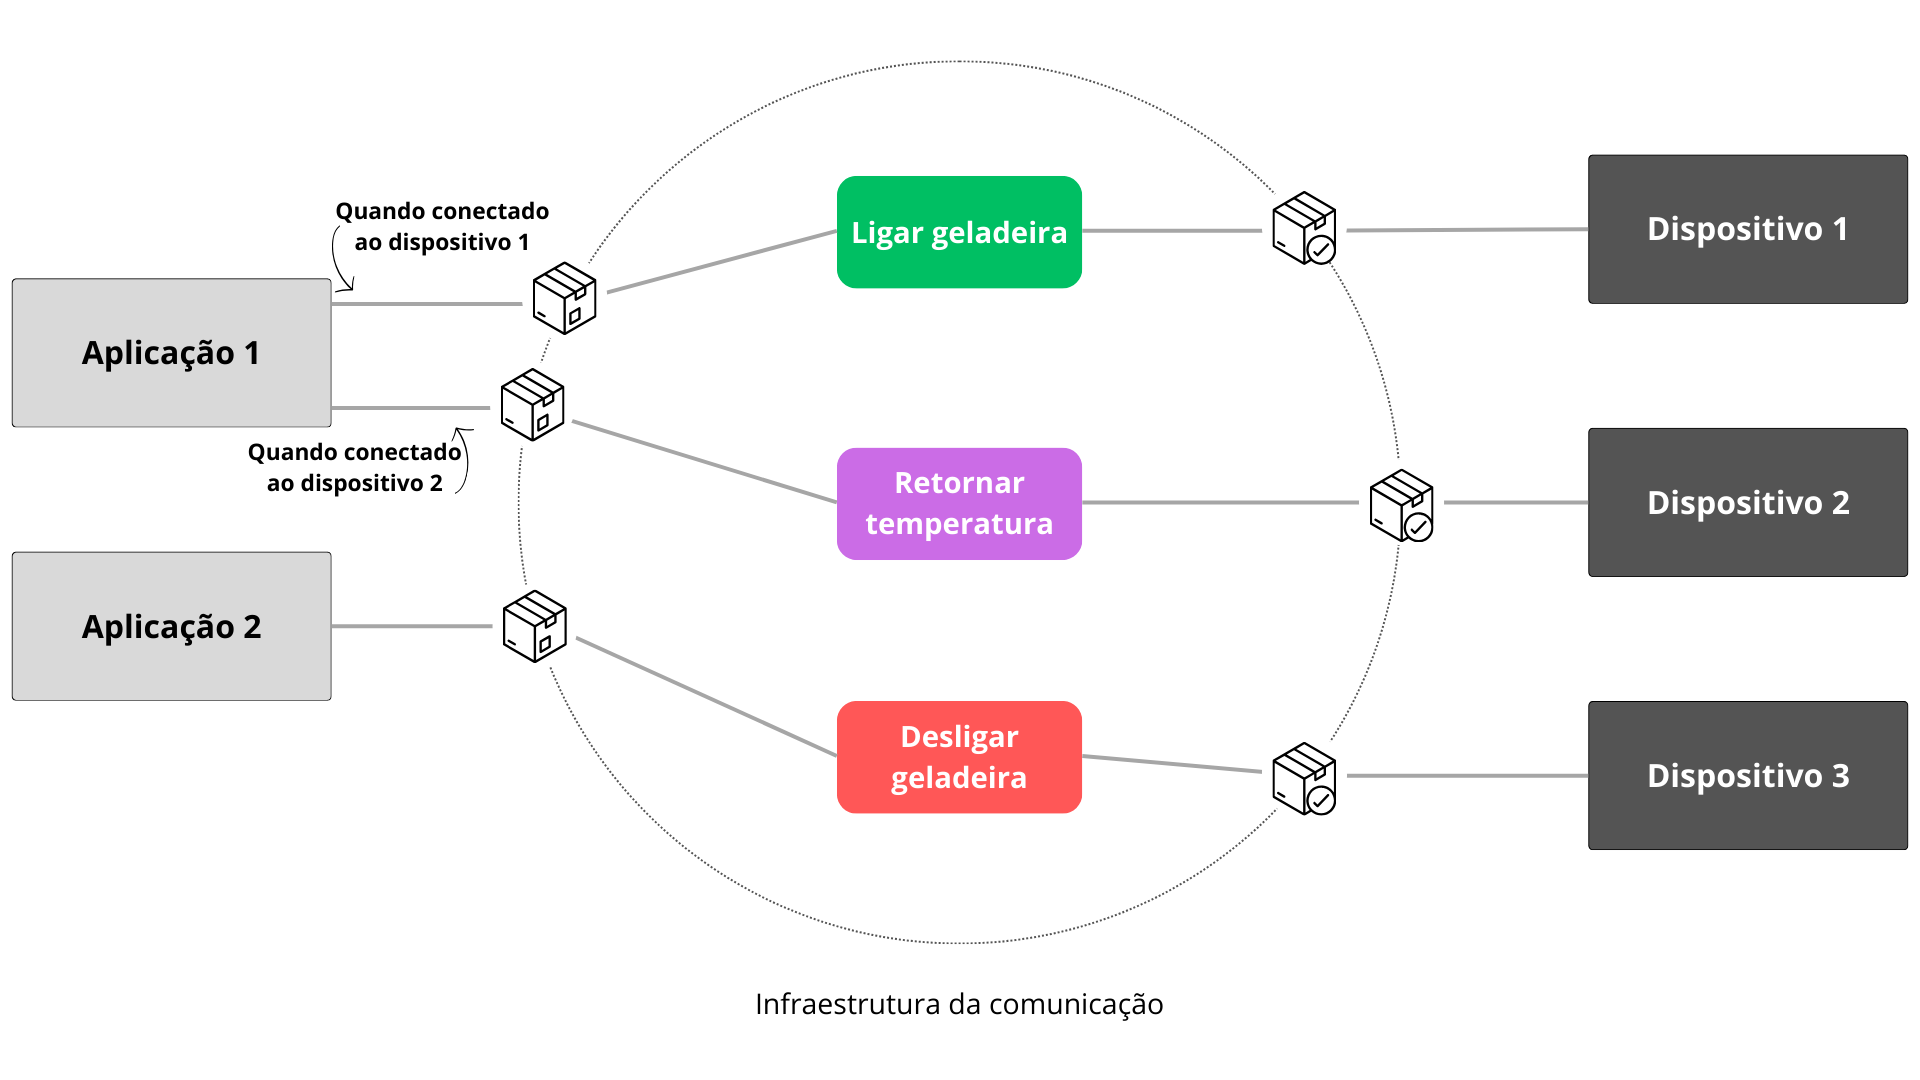 Quando conectado
ao dispositivo 1
Ligar geladeira
Dispositivo 1
Aplicação 1
Quando conectado
ao dispositivo 2
Retornar
temperatura
Dispositivo 2
Aplicação 2
Desligar
geladeira
Dispositivo 3
Infraestrutura da comunicação